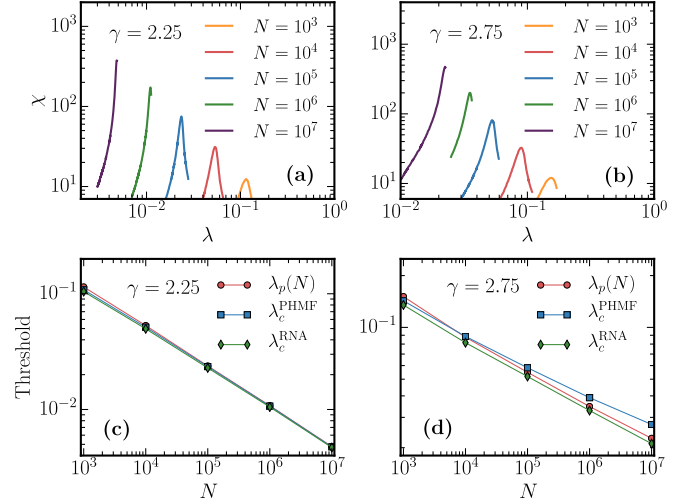 γ = 2.25
N = 10³
N = 10⁴
N = 10⁵
N = 10⁶
N = 10⁷
(a)
χ
10³
10²
10¹
10⁻² 10⁻¹ 10⁰
λ
γ = 2.75
N = 10³
N = 10⁴
N = 10⁵
N = 10⁶
N = 10⁷
(b)
10³
10²
10¹
10⁻² 10⁻¹ 10⁰
λ
γ = 2.25
λₚ(N)
λ_c^PHMF
λ_c^RNA
(c)
Threshold
10⁻¹
10⁻²
10³ 10⁴ 10⁵ 10⁶ 10⁷
N
γ = 2.75
λₚ(N)
λ_c^PHMF
λ_c^RNA
(d)
10⁻¹
10³ 10⁴ 10⁵ 10⁶ 10⁷
N